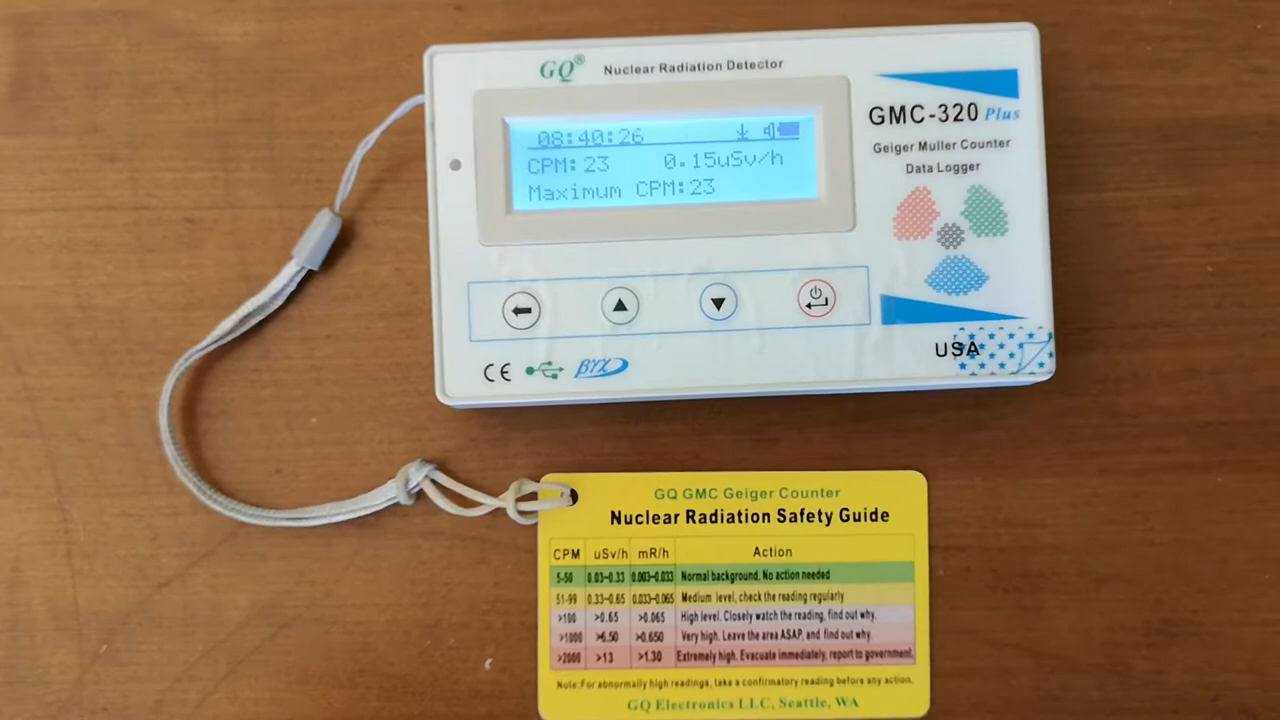 GQ® Nuclear Radiation Detector
08:40:26
CPM:23 0.15uSv/h
Maximum CPM:23
GMC-320 Plus
Geiger Muller Counter
Data Logger
USA
CE βγχ
GQ GMC Geiger Counter
Nuclear Radiation Safety Guide
CPM uSv/h mR/h Action
5-50 0.03~0.33 0.003~0.033 Normal background. No action needed
51-99 0.33~0.65 0.033~0.065 Medium level, check the reading regularly
>100 >0.65 >0.065 High level. Closely watch the reading, find out why.
>1000 >6.50 >0.650 Very high. Leave the area ASAP, and find out why.
>2000 >13 >1.30 Extremely high. Evacuate immediately, report to government.
Note:For abnormally high readings, take a confirmatory reading before any action.
GQ Electronics LLC, Seattle, WA